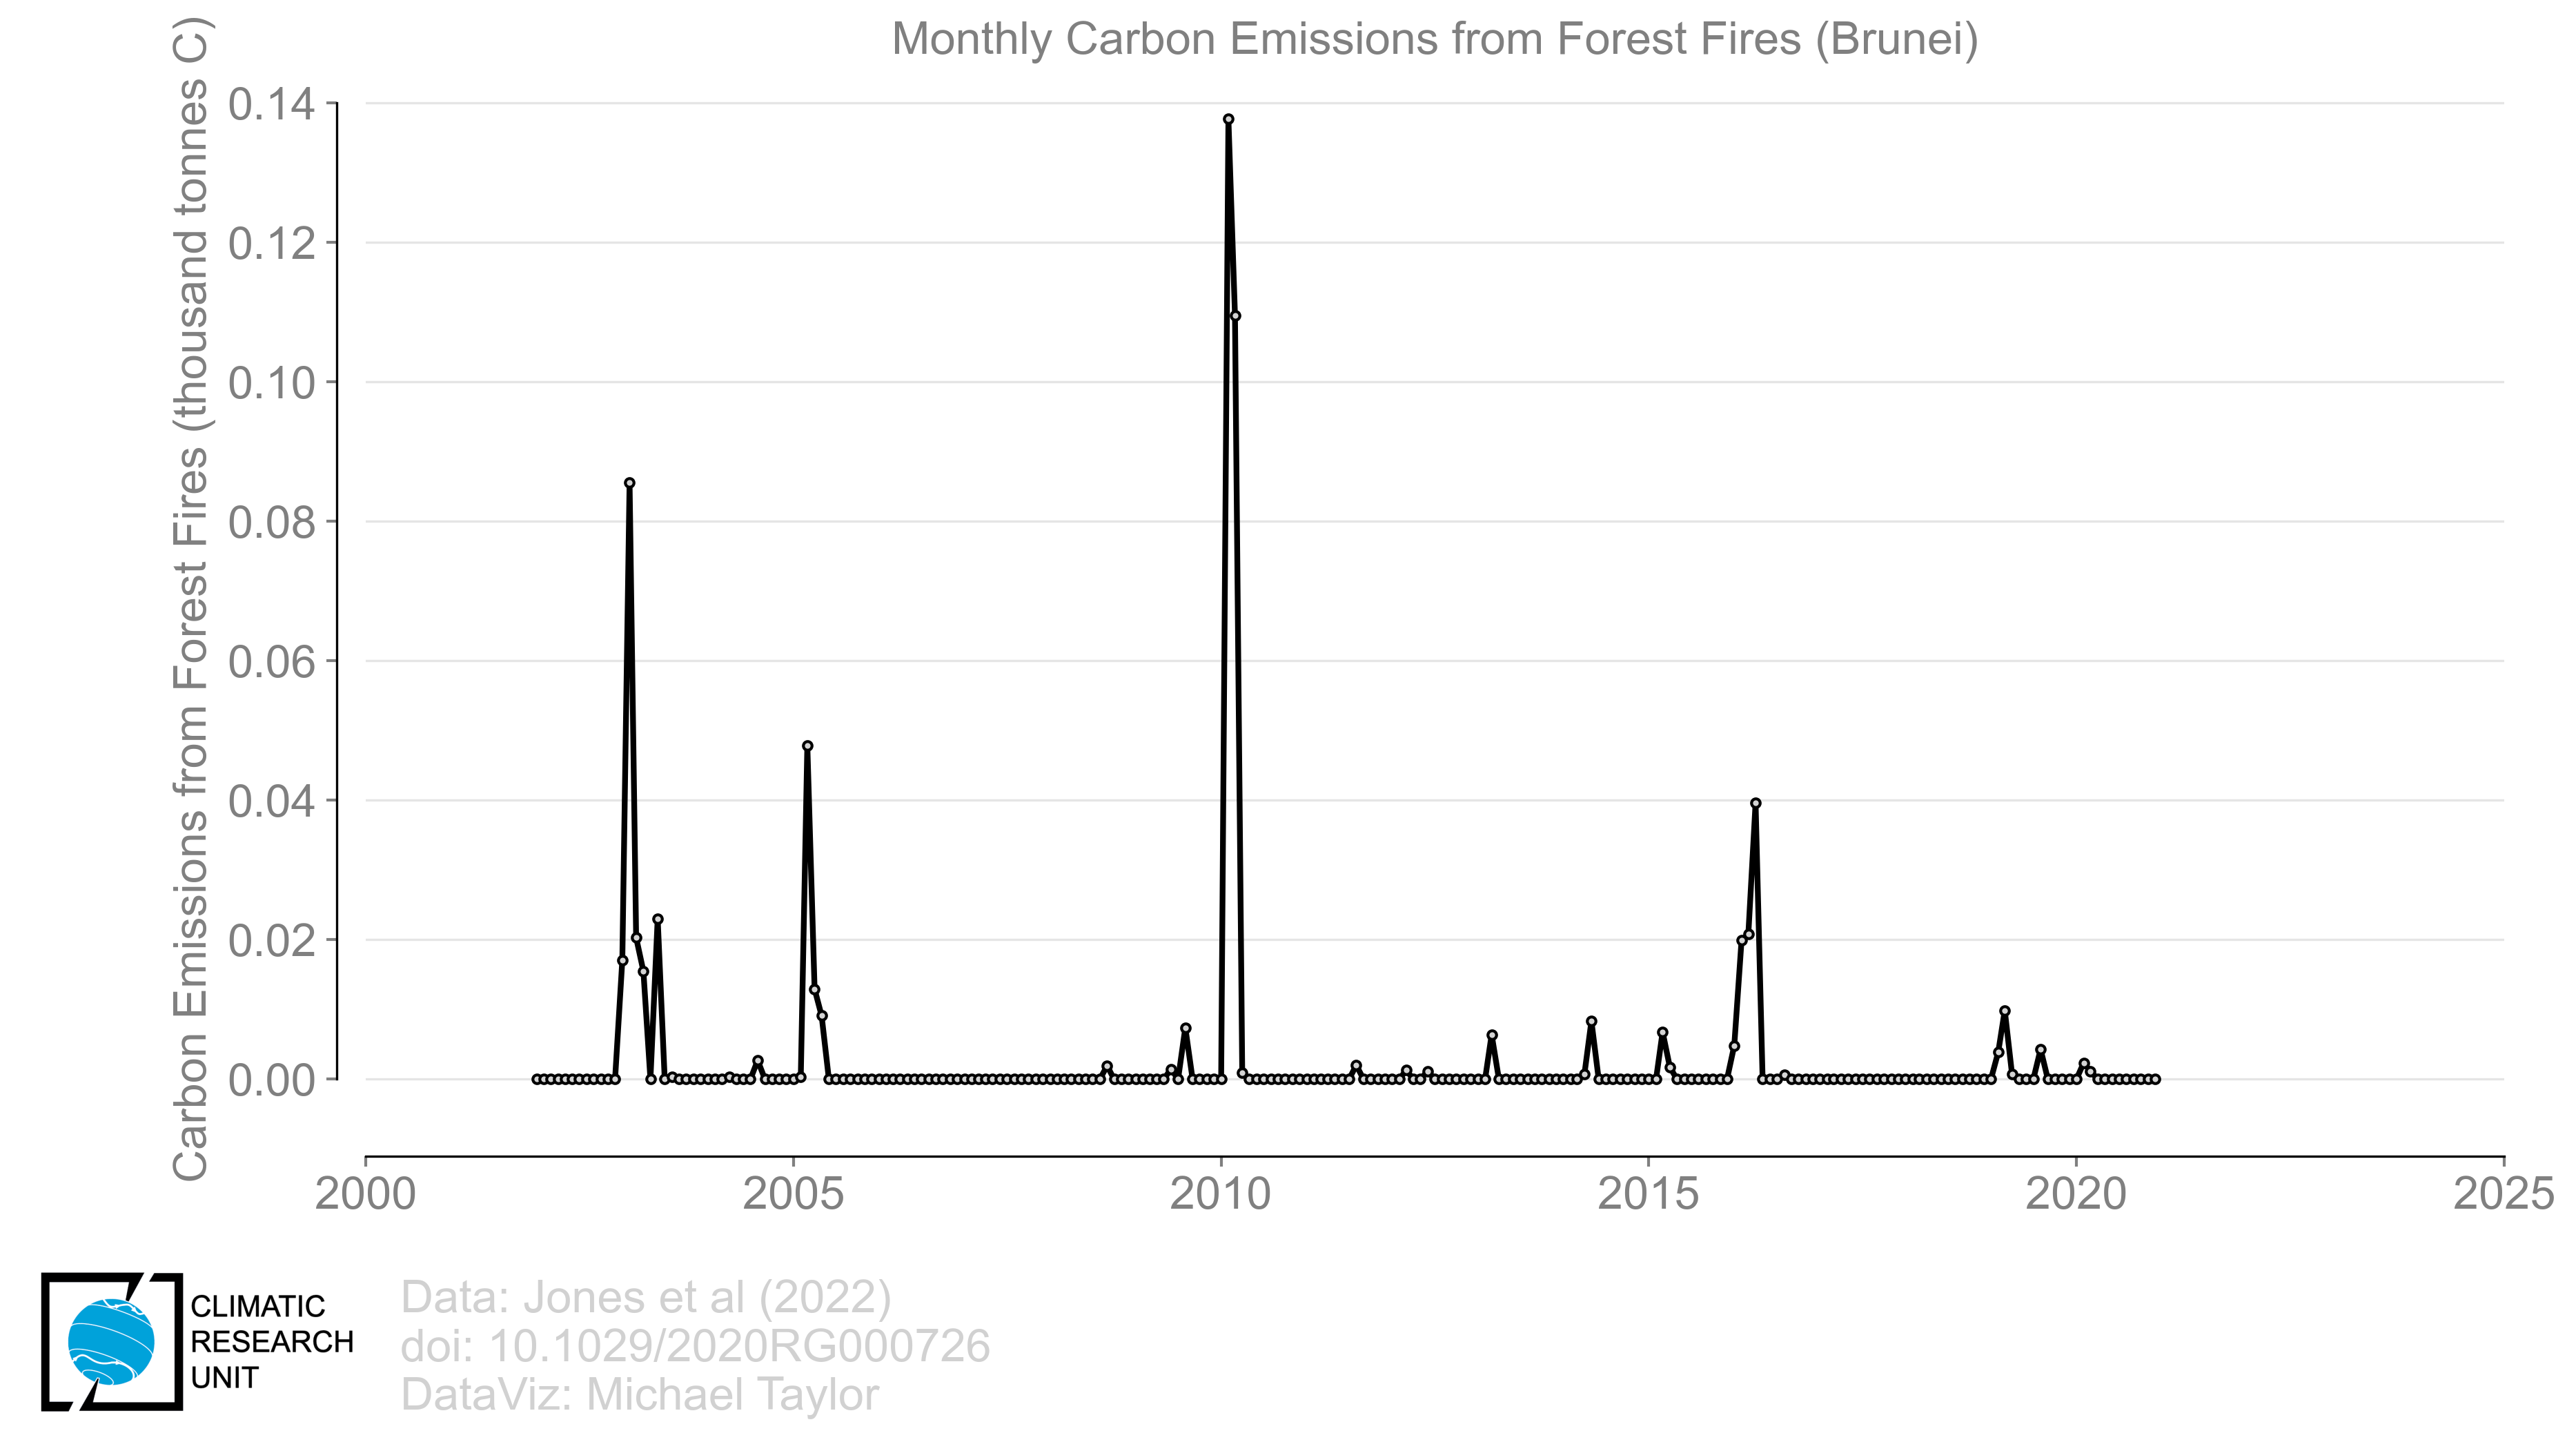 Monthly Carbon Emissions from Forest Fires (Brunei)
Carbon Emissions from Forest Fires (thousand tonnes C)
0.14
0.12
0.10
0.08
0.06
0.04
0.02
0.00
2000
2005
2010
2015
2020
2025
CLIMATIC
RESEARCH
UNIT
Data: Jones et al (2022)
doi: 10.1029/2020RG000726
DataViz: Michael Taylor